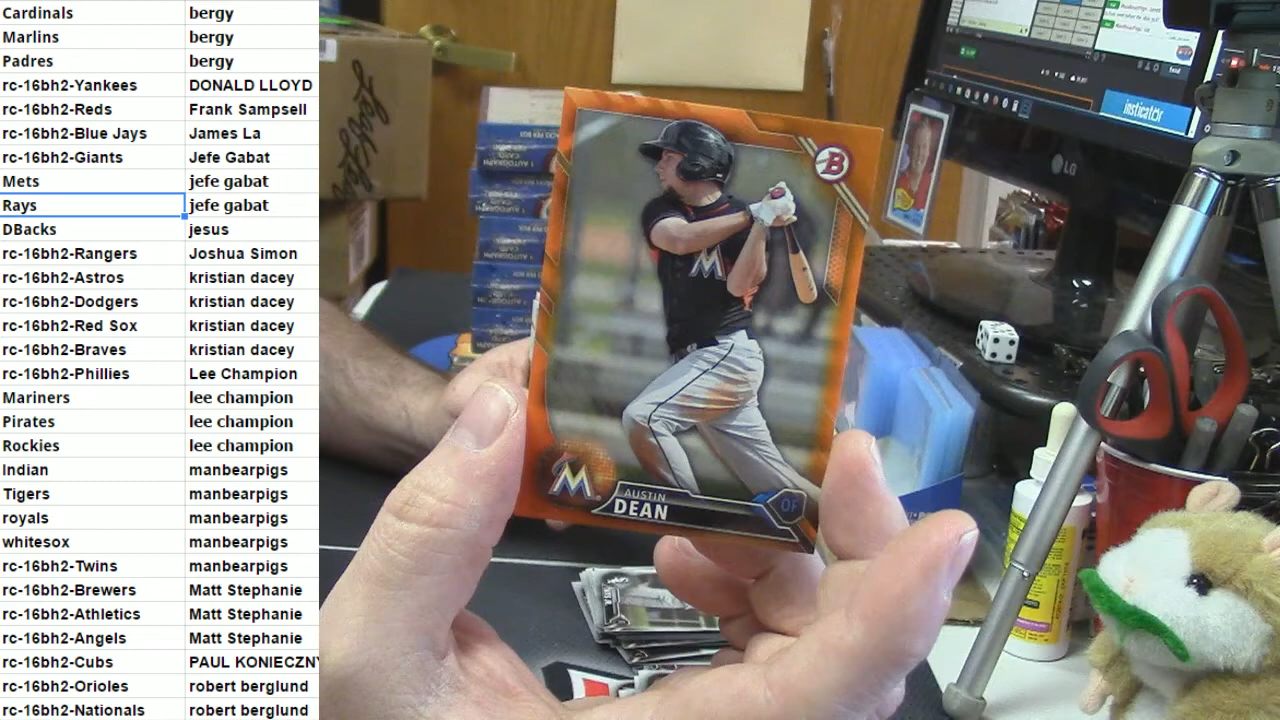 Cardinals bergy
Marlins bergy
Padres bergy
rc-16bh2-Yankees DONALD LLOYD
rc-16bh2-Reds Frank Sampsell
rc-16bh2-Blue Jays James La
rc-16bh2-Giants Jefe Gabat
Mets jefe gabat
Rays jefe gabat
DBacks jesus
rc-16bh2-Rangers Joshua Simon
rc-16bh2-Astros kristian dacey
rc-16bh2-Dodgers kristian dacey
rc-16bh2-Red Sox kristian dacey
rc-16bh2-Braves kristian dacey
rc-16bh2-Phillies Lee Champion
Mariners lee champion
Pirates lee champion
Rockies lee champion
Indian manbearpigs
Tigers manbearpigs
royals manbearpigs
whitesox manbearpigs
rc-16bh2-Twins manbearpigs
rc-16bh2-Brewers Matt Stephanie
rc-16bh2-Athletics Matt Stephanie
rc-16bh2-Angels Matt Stephanie
rc-16bh2-Cubs PAUL KONIECZNY
rc-16bh2-Orioles robert berglund
rc-16bh2-Nationals robert berglund
B
M
M
AUSTIN
DEAN
OF
insticator
LG
1 AUTOGRAPH